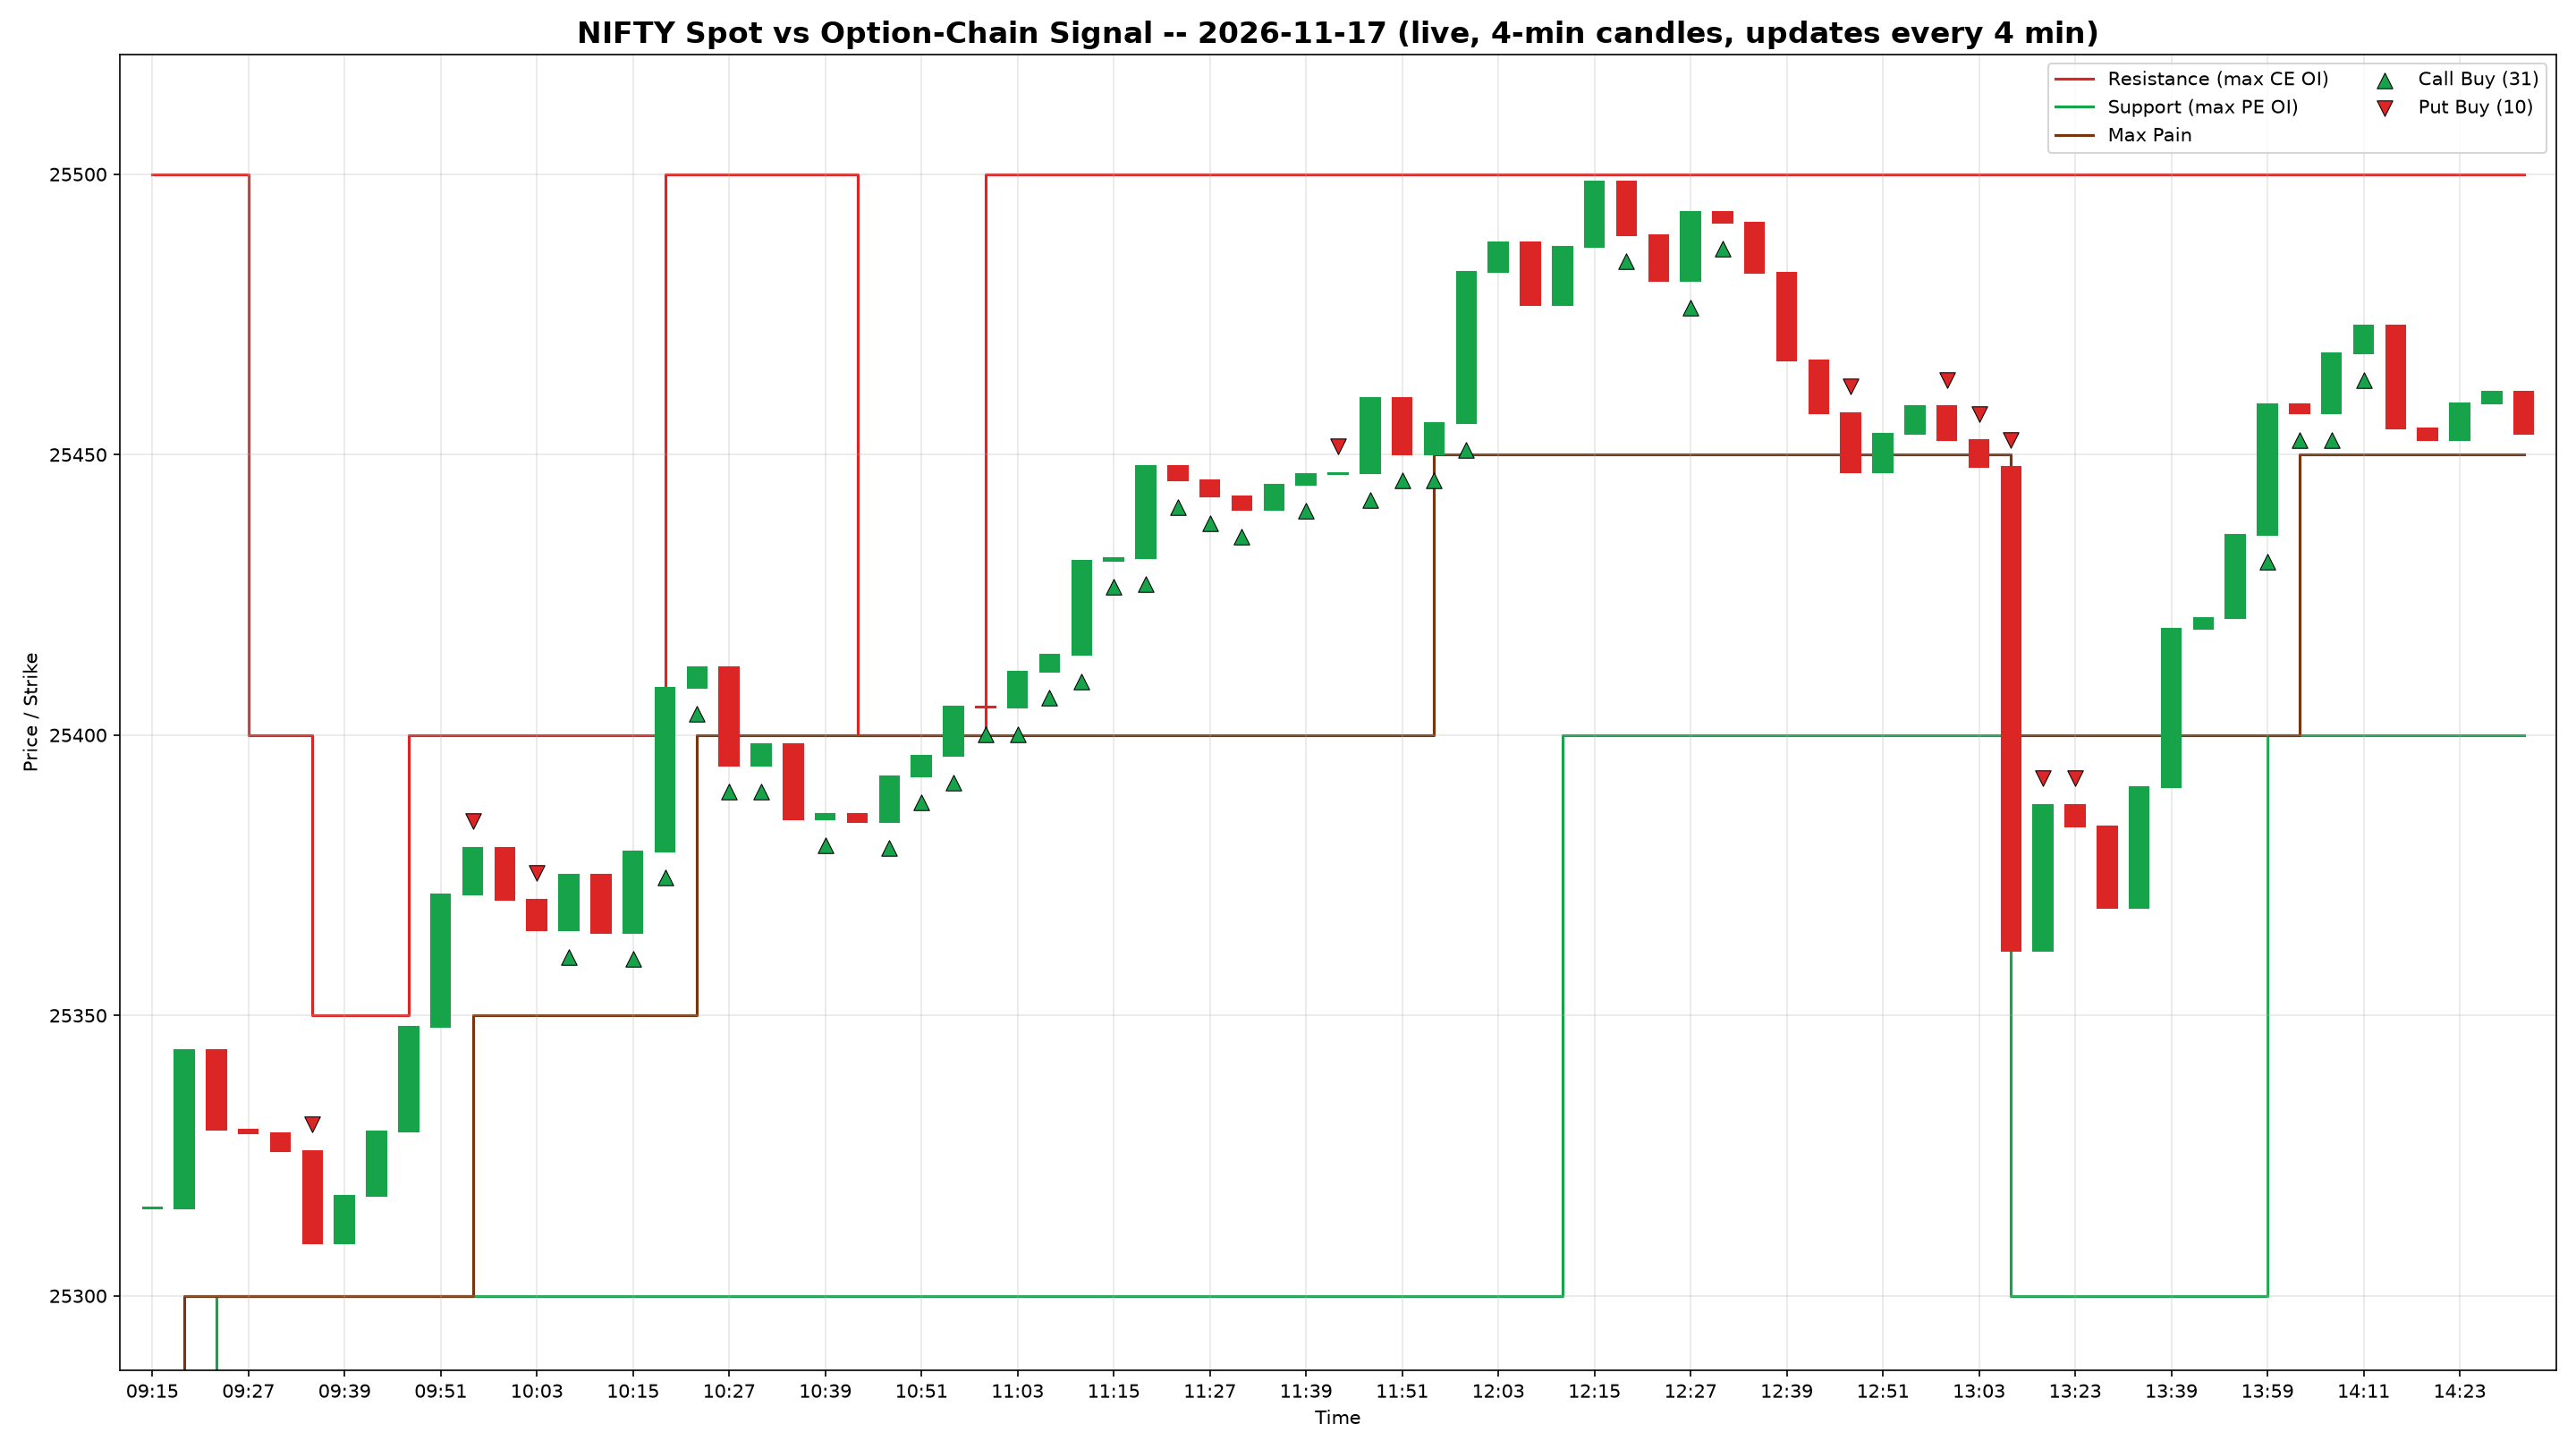 NIFTY Spot vs Option-Chain Signal -- 2026-11-17 (live, 4-min candles, updates every 4 min)
Resistance (max CE OI)
Support (max PE OI)
Max Pain
Call Buy (31)
Put Buy (10)
Price / Strike
25500
25450
25400
25350
25300
09:15 09:27 09:39 09:51 10:03 10:15 10:27 10:39 10:51 11:03 11:15 11:27 11:39 11:51 12:03 12:15 12:27 12:39 12:51 13:03 13:23 13:39 13:59 14:11 14:23
Time